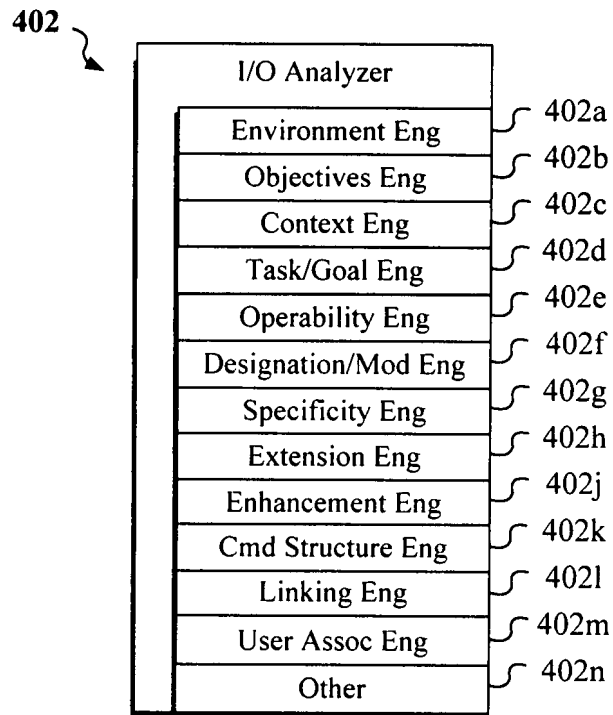 402
I/O Analyzer
Environment Eng 402a
Objectives Eng 402b
Context Eng 402c
Task/Goal Eng 402d
Operability Eng 402e
Designation/Mod Eng 402f
Specificity Eng 402g
Extension Eng 402h
Enhancement Eng 402j
Cmd Structure Eng 402k
Linking Eng 402l
User Assoc Eng 402m
Other 402n